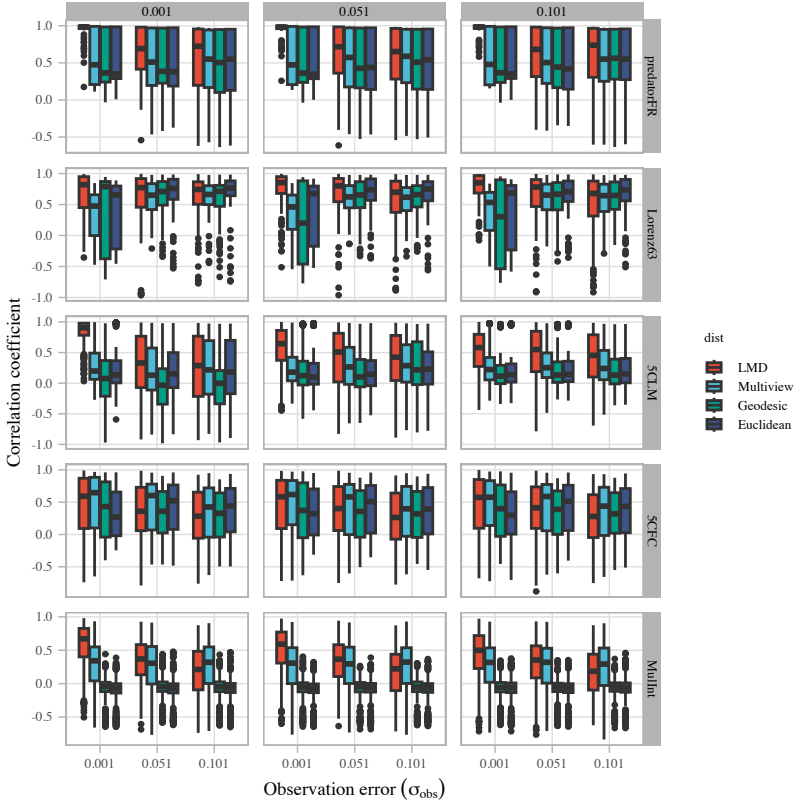 0.001 0.051 0.101
1.0
0.5
0.0
-0.5
predatorFR
1.0
0.5
0.0
-0.5
-1.0
Lorenz63
1.0
0.5
0.0
-0.5
-1.0
5CLM
1.0
0.5
0.0
-0.5
5CFC
1.0
0.5
0.0
-0.5
MulInt
0.001 0.051 0.101 0.001 0.051 0.101 0.001 0.051 0.101
Observation error (σobs)
Correlation coefficient
dist
LMD
Multiview
Geodesic
Euclidean